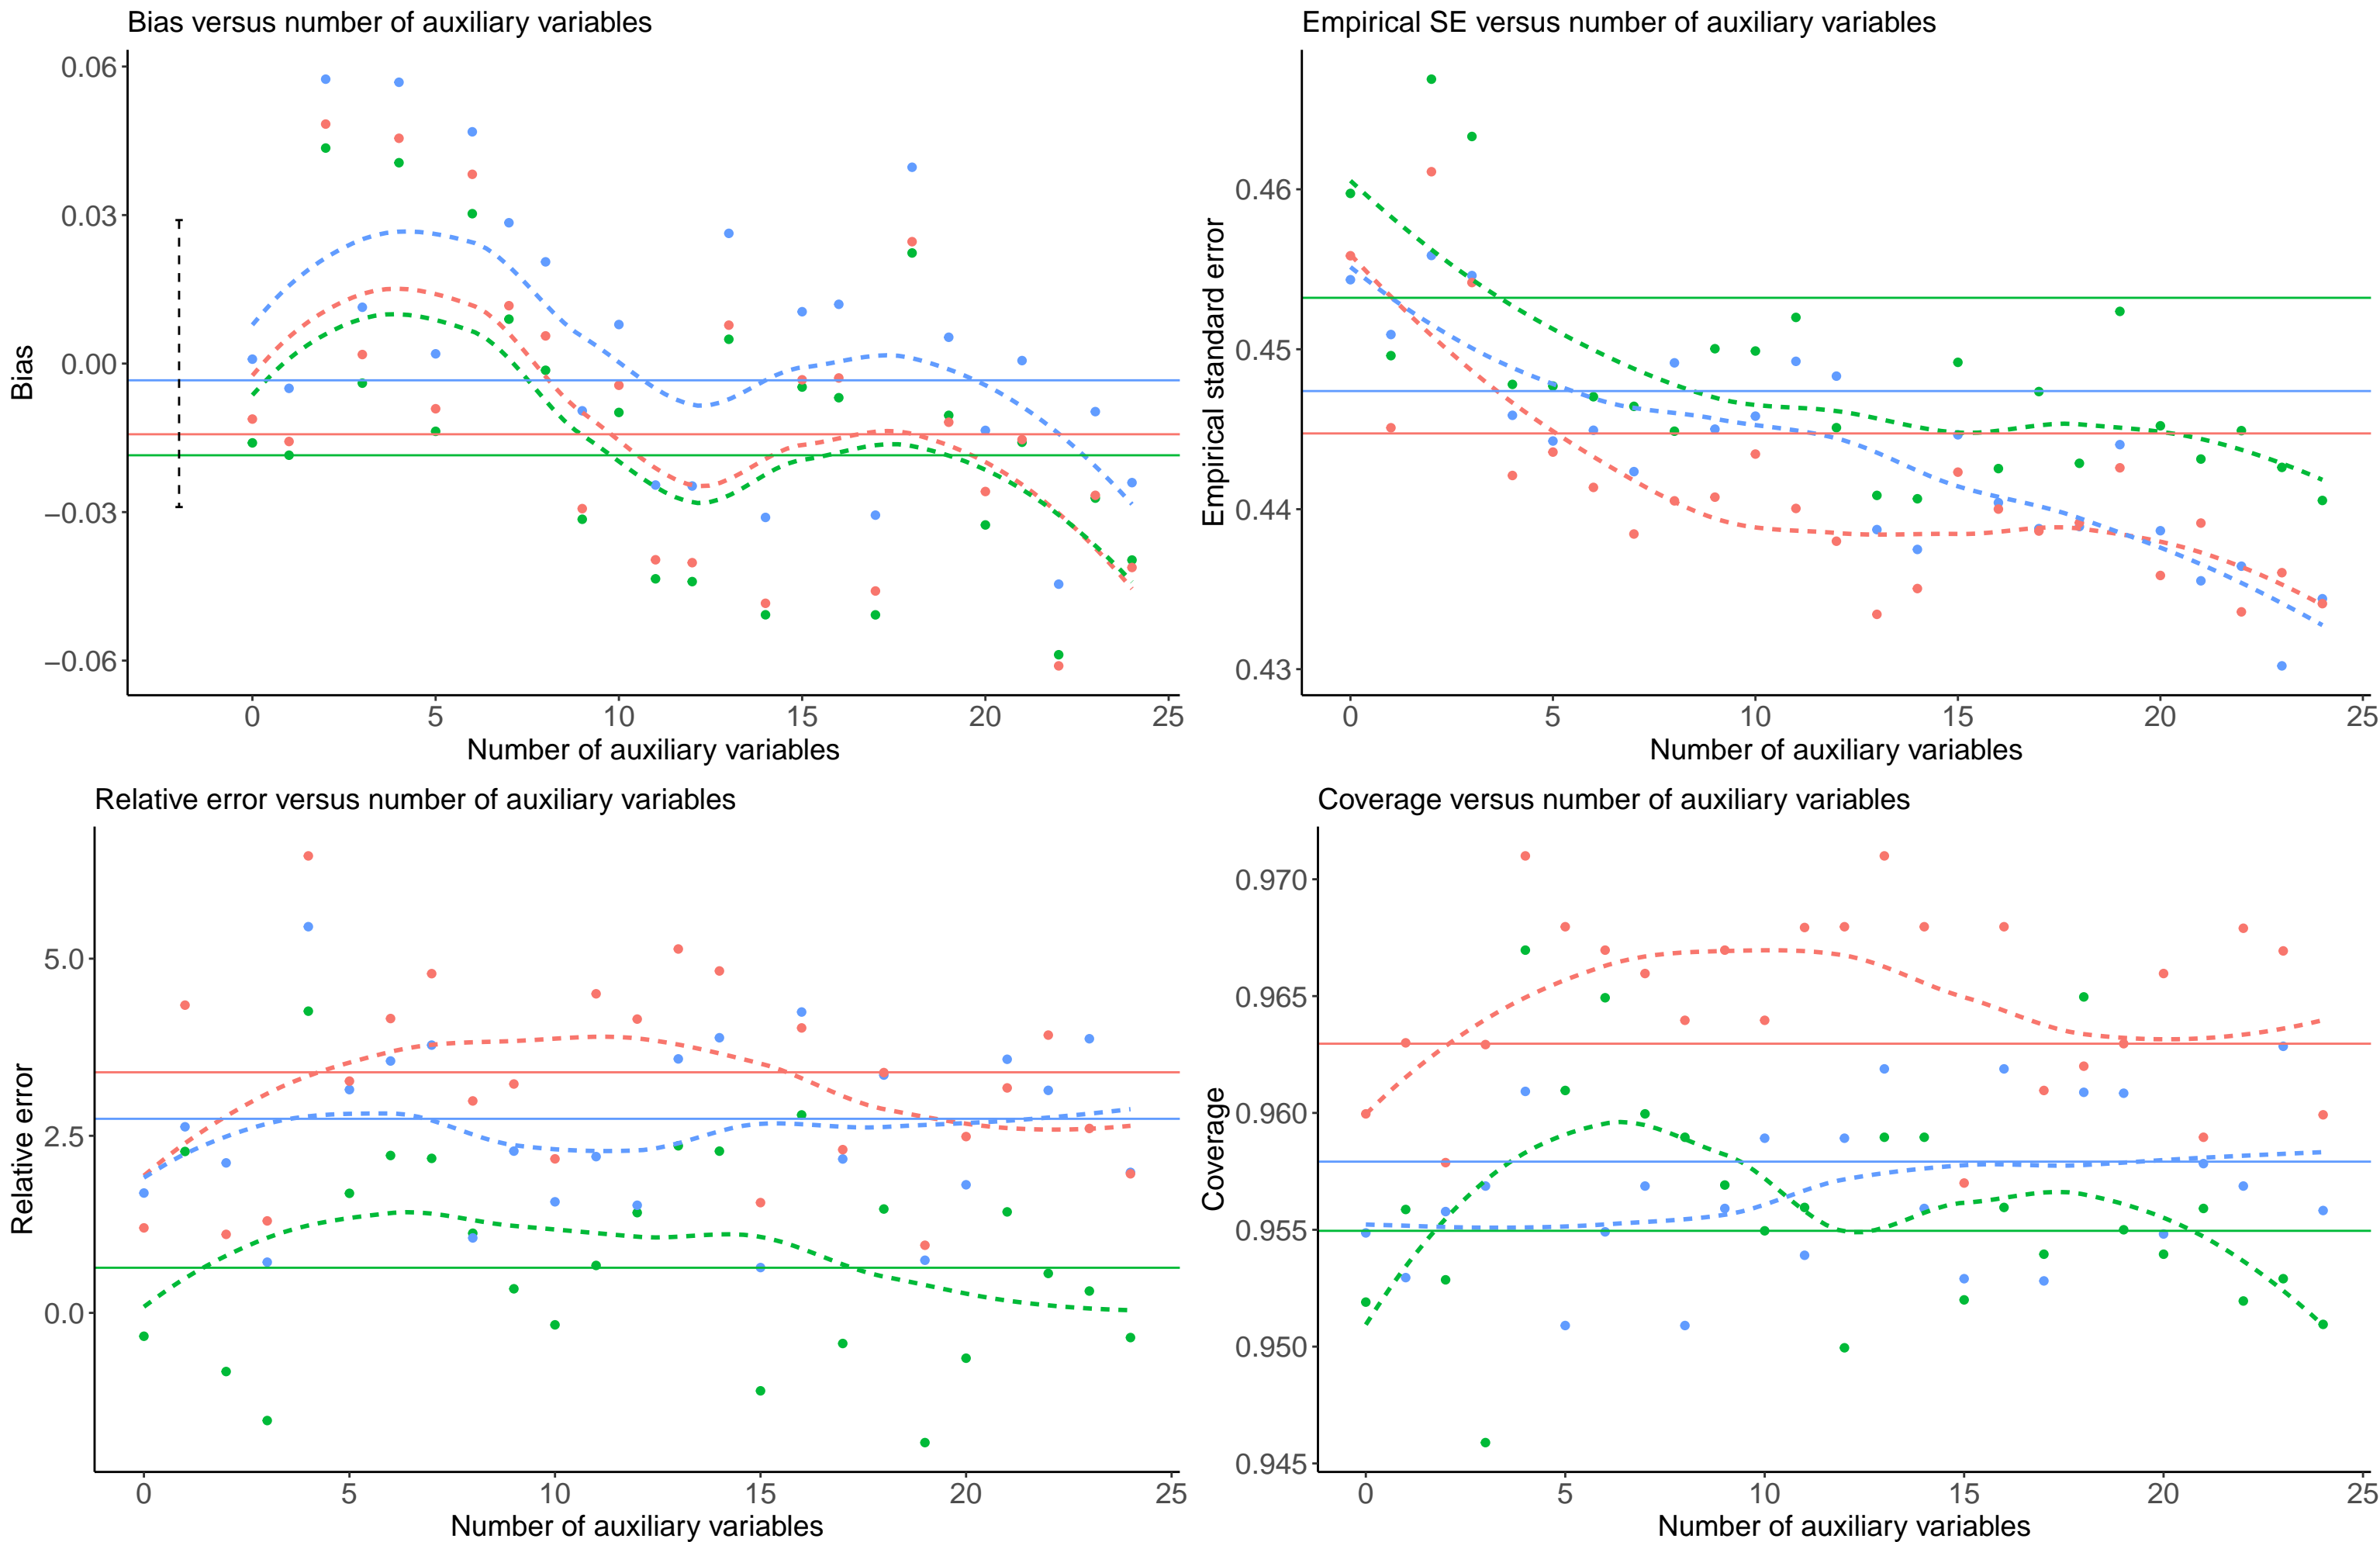 Bias versus number of auxiliary variables
0.06
0.03
0.00
−0.03
−0.06
Bias
0 5 10 15 20 25
Number of auxiliary variables
Empirical SE versus number of auxiliary variables
0.46
0.45
0.44
0.43
Empirical standard error
0 5 10 15 20 25
Number of auxiliary variables
Relative error versus number of auxiliary variables
5.0
2.5
0.0
Relative error
0 5 10 15 20 25
Number of auxiliary variables
Coverage versus number of auxiliary variables
0.970
0.965
0.960
0.955
0.950
0.945
Coverage
0 5 10 15 20 25
Number of auxiliary variables